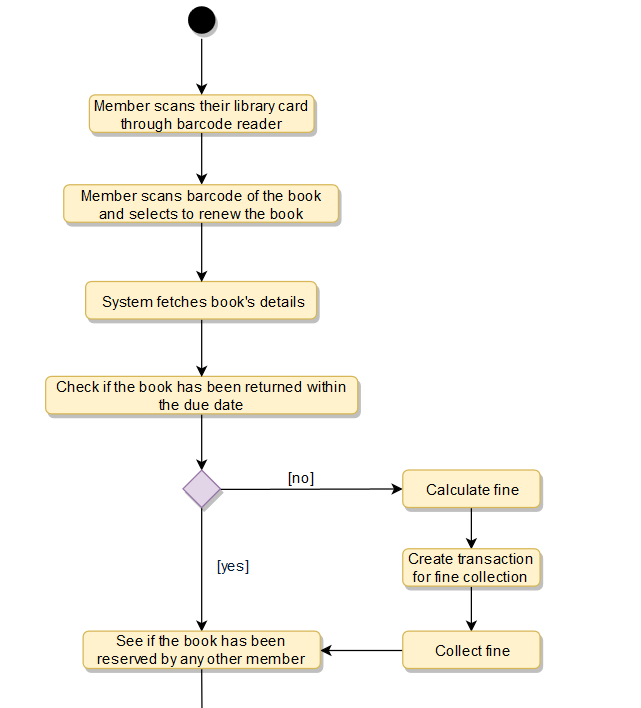 Member scans their library card
through barcode reader
Member scans barcode of the book
and selects to renew the book
System fetches book's details
Check if the book has been returned within
the due date
[no]
Calculate fine
Create transaction
for fine collection
[yes]
See if the book has been
reserved by any other member
Collect fine